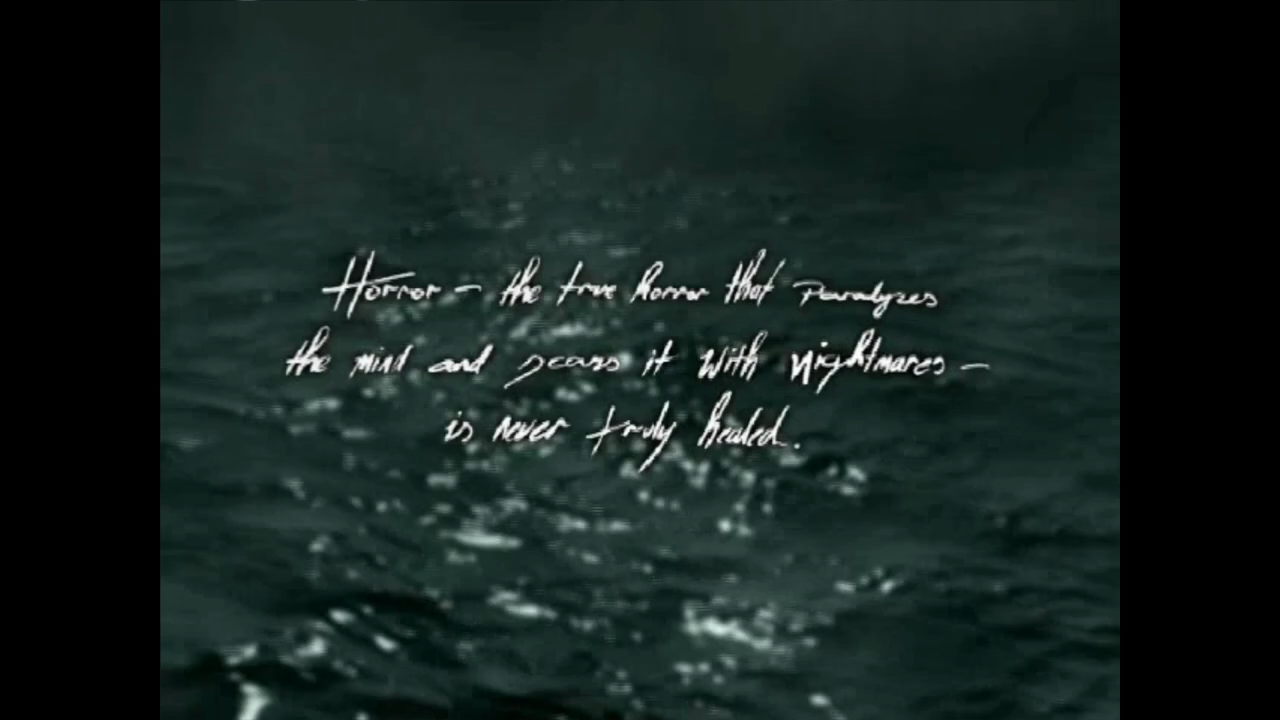 Horror - the true horror that Paralyzes
the mind and scars it with Nightmares -
is never truly healed.